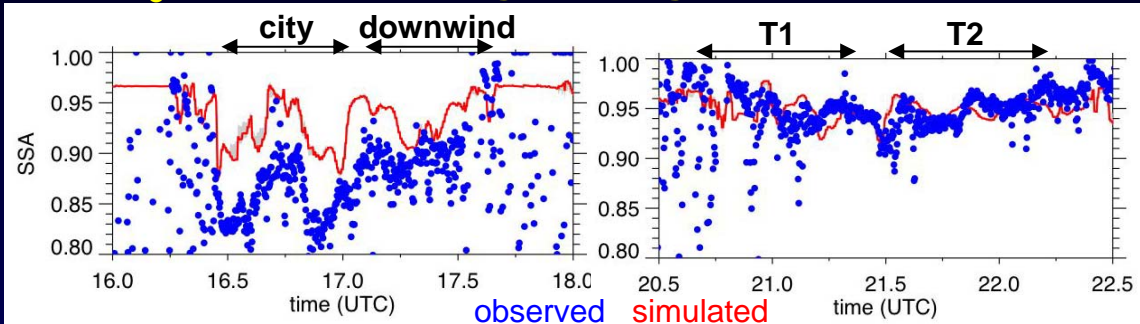 city downwind
T1 T2
1.00
0.95
0.90
0.85
0.80
SSA
16.0 16.5 17.0 17.5 18.0
time (UTC)
1.00
0.95
0.90
0.85
0.80
20.5 21.0 21.5 22.0 22.5
time (UTC)
observed simulated